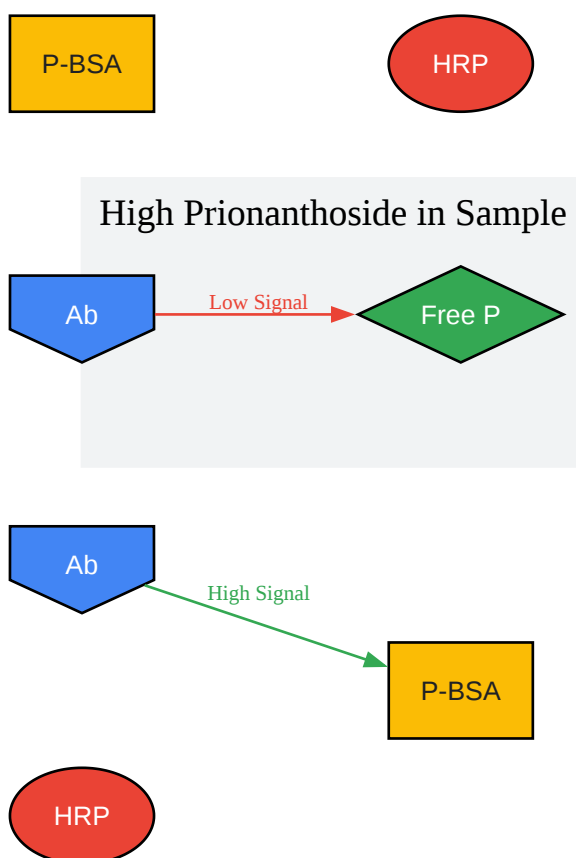 P-BSA
HRP
High Prionanthoside in Sample
Ab
Low Signal
Free P
Ab
High Signal
P-BSA
HRP